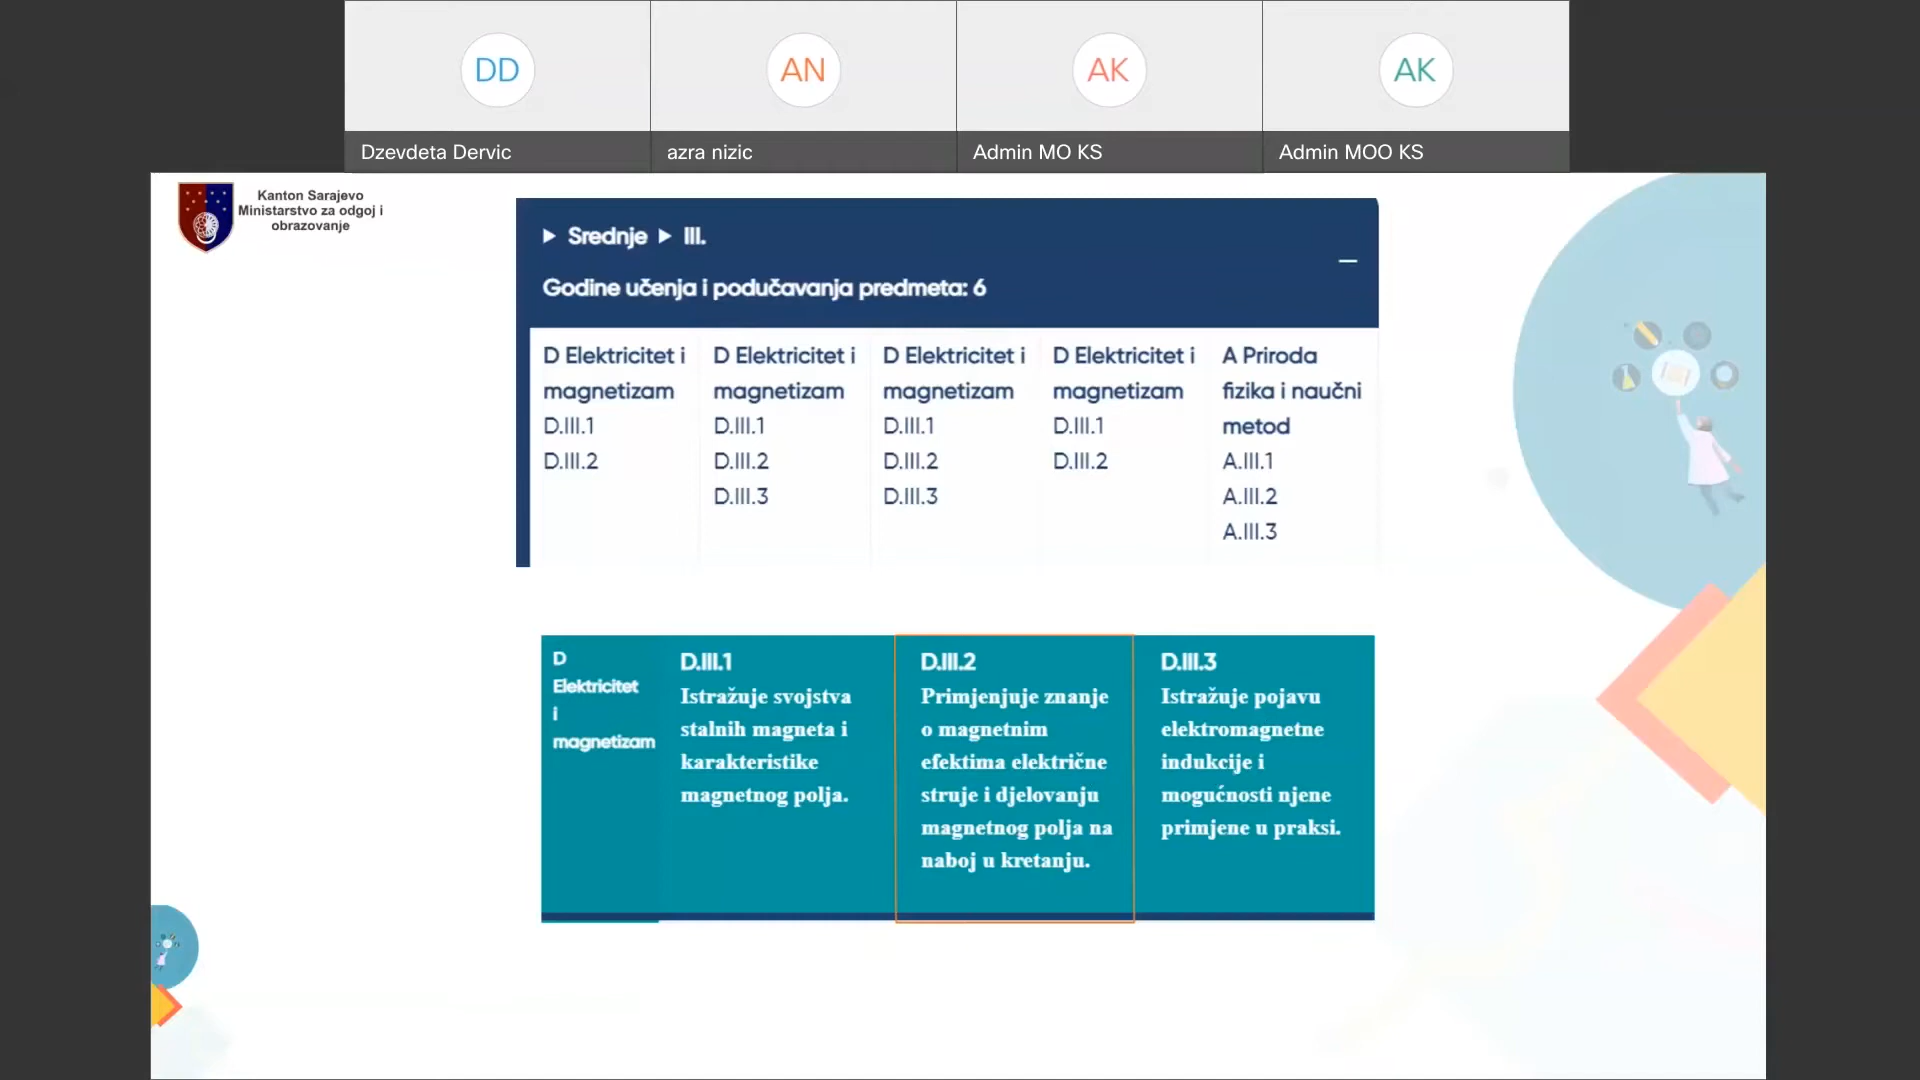 DD
AN
AK
AK
Dzevdeta Dervic
azra nizic
Admin MO KS
Admin MOO KS
Kanton Sarajevo
Ministarstvo za odgoj i
obrazovanje
Srednje III.
Godine učenja i podučavanja predmeta: 6
D Elektricitet i
magnetizam
D.III.1
D.III.2
D Elektricitet i
magnetizam
D.III.1
D.III.2
D.III.3
D Elektricitet i
magnetizam
D.III.1
D.III.2
D.III.3
D Elektricitet i
magnetizam
D.III.1
D.III.2
A Priroda
fizika i naučni
metod
A.III.1
A.III.2
A.III.3
D
Elektricitet
i
magnetizam
D.III.1
Istražuje svojstva
stalnih magneta i
karakteristike
magnetnog polja.
D.III.2
Primjenjuje znanje
o magnetnim
efektima električne
struje i djelovanju
magnetnog polja na
naboj u kretanju.
D.III.3
Istražuje pojavu
elektromagnetne
indukcije i
mogućnosti njene
primjene u praksi.